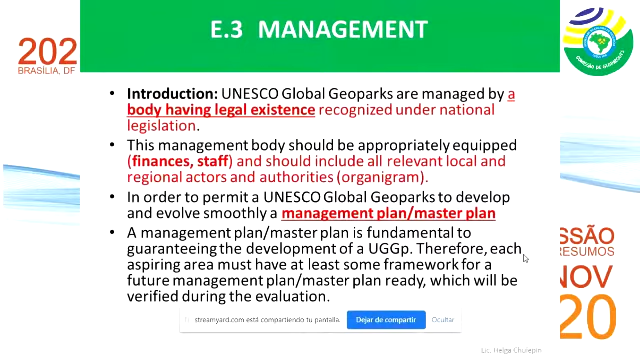 E.3 MANAGEMENT
202
BRASÍLIA, DF
• Introduction: UNESCO Global Geoparks are managed by a
body having legal existence recognized under national
legislation.
• This management body should be appropriately equipped
(finances, staff) and should include all relevant local and
regional actors and authorities (organigram).
• In order to permit a UNESCO Global Geoparks to develop
and evolve smoothly a management plan/master plan
• A management plan/master plan is fundamental to
guaranteeing the development of a UGGp. Therefore, each
aspiring area must have at least some framework for a
future management plan/master plan ready, which will be
verified during the evaluation.
SSÃO
RESUMOS
NOV
20
streamyard.com está compartiendo tu pantalla.
Dejar de compartir
Ocultar
Lic. Helga Chulepin